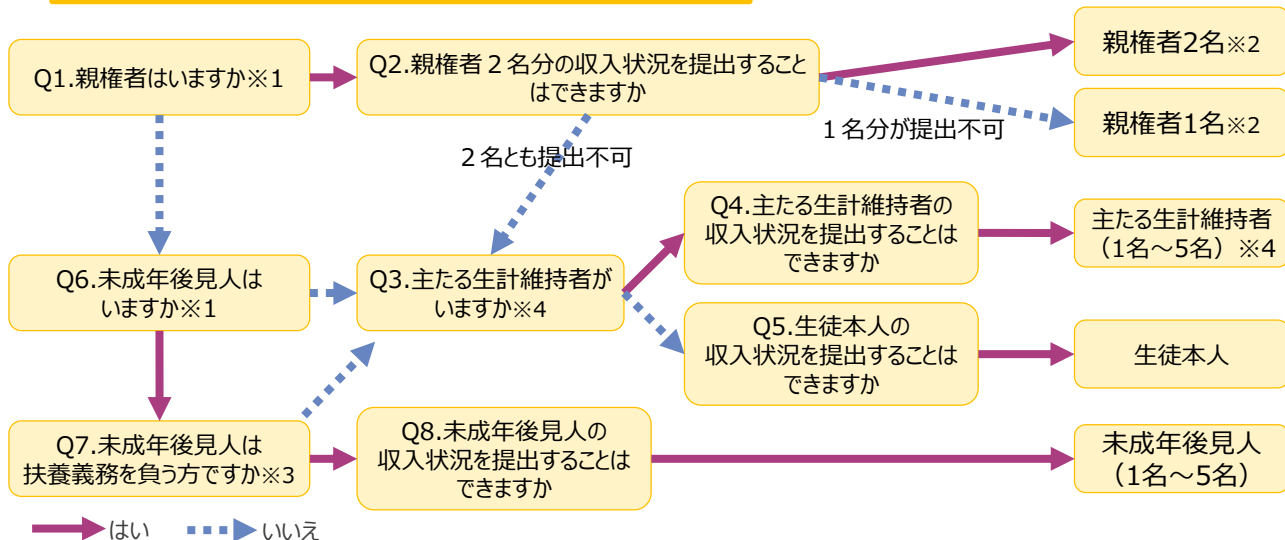 Q1.親権者はいますか※1
Q2.親権者２名分の収入状況を提出すること
はできますか
親権者2名※2
親権者1名※2
１名分が提出不可
２名とも提出不可
Q4.主たる生計維持者の
収入状況を提出することは
できますか
主たる生計維持者
（1名～5名）※4
Q6.未成年後見人は
いますか※1
Q3.主たる生計維持者が
いますか※4
Q5.生徒本人の
収入状況を提出することは
できますか
生徒本人
Q7.未成年後見人は
扶養義務を負う方ですか※3
Q8.未成年後見人の
収入状況を提出することは
できますか
未成年後見人
（1名～5名）
はい
いいえ